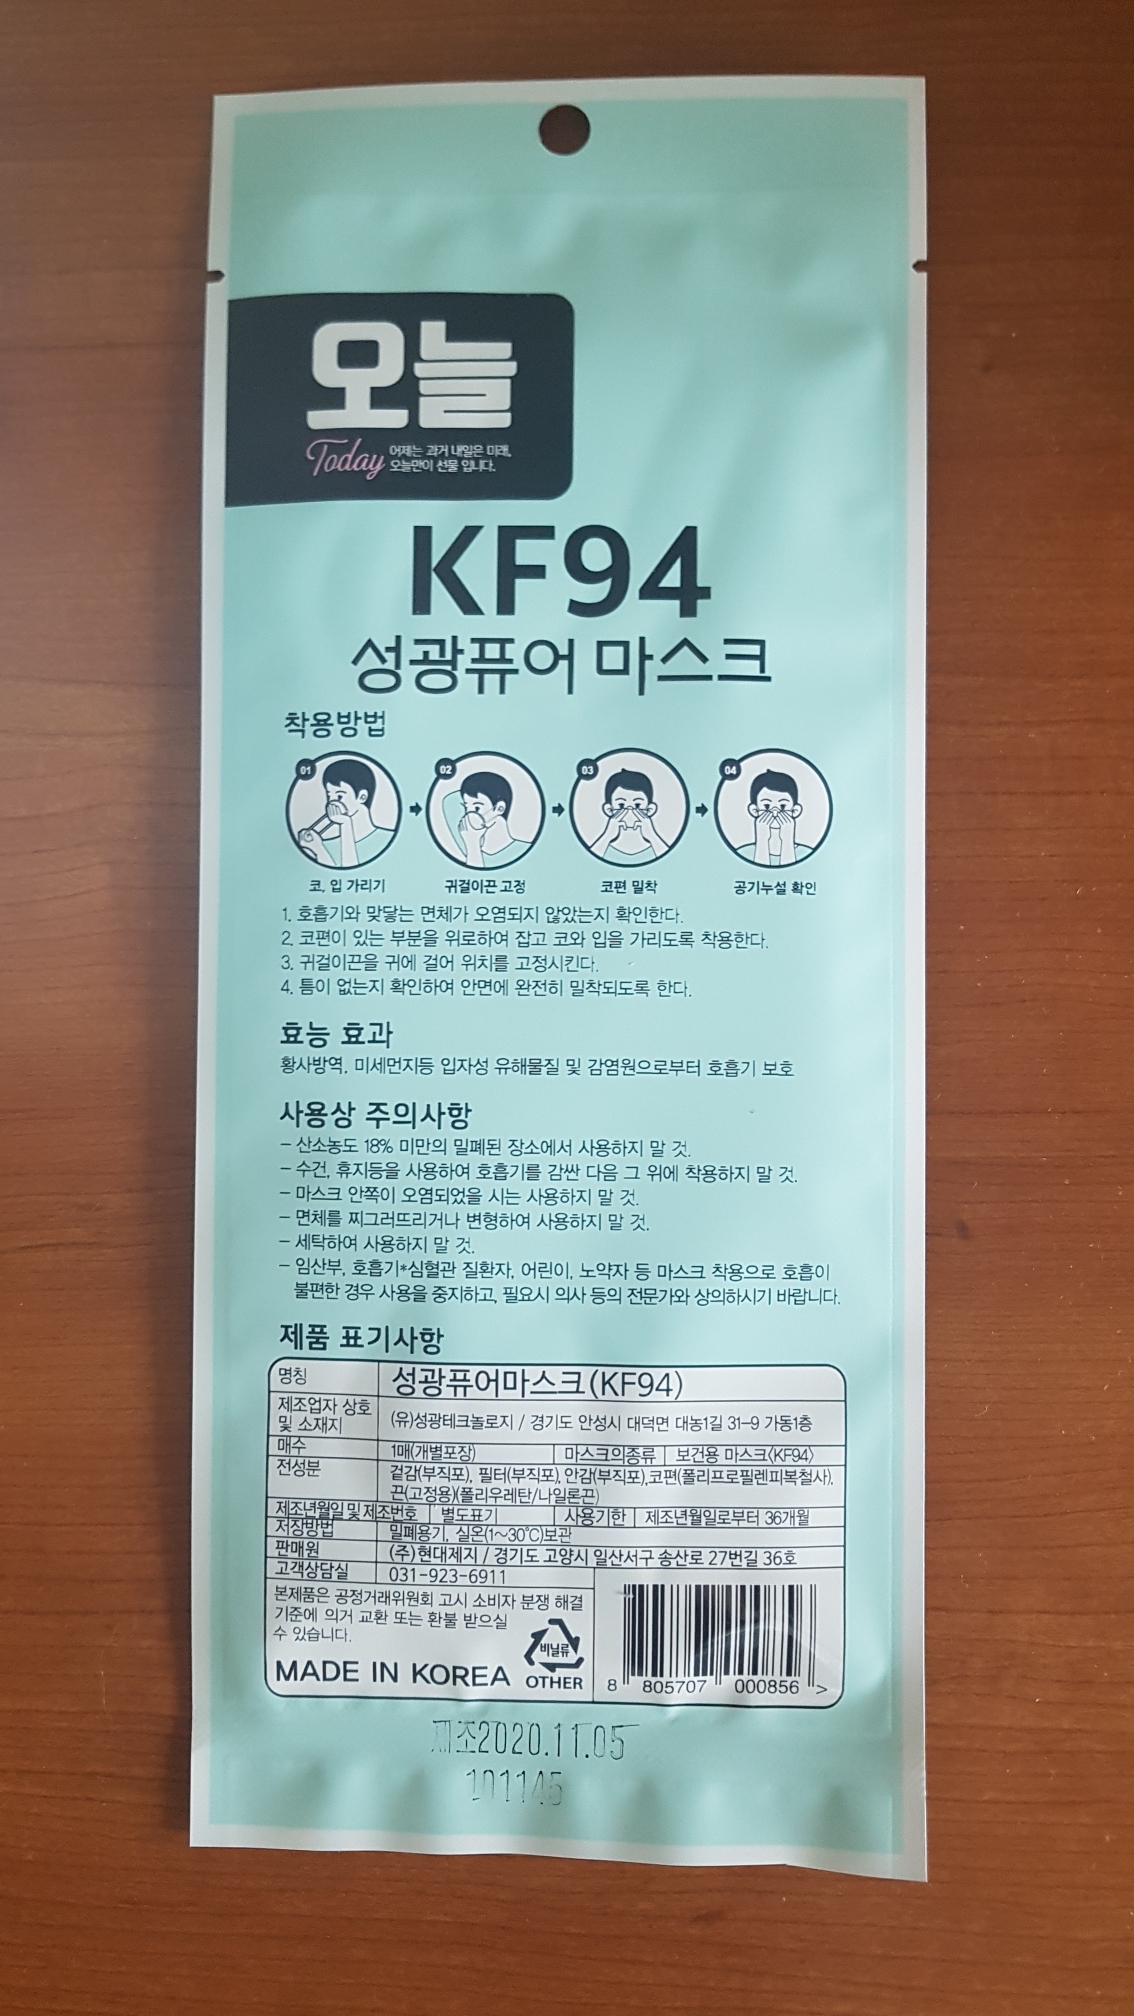 오늘
Today 어제는 과거 내일은 미래,
오늘만이 선물 입니다.
KF94
성광퓨어 마스크
착용방법
01 02 03 04
코, 입 가리기 귀걸이끈 고정 코편 밀착 공기누설 확인
1. 호흡기와 맞닿는 면체가 오염되지 않았는지 확인한다.
2. 코편이 있는 부분을 위로하여 잡고 코와 입을 가리도록 착용한다.
3. 귀걸이끈을 귀에 걸어 위치를 고정시킨다.
4. 틈이 없는지 확인하여 안면에 완전히 밀착되도록 한다.
효능 효과
황사방역, 미세먼지등 입자성 유해물질 및 감염원으로부터 호흡기 보호
사용상 주의사항
- 산소농도 18% 미만의 밀폐된 장소에서 사용하지 말 것.
- 수건, 휴지등을 사용하여 호흡기를 감싼 다음 그 위에 착용하지 말 것.
- 마스크 안쪽이 오염되었을 시는 사용하지 말 것.
- 면체를 찌그러뜨리거나 변형하여 사용하지 말 것.
- 세탁하여 사용하지 말 것.
- 임산부, 호흡기*심혈관 질환자, 어린이, 노약자 등 마스크 착용으로 호흡이
불편한 경우 사용을 중지하고, 필요시 의사 등의 전문가와 상의하시기 바랍니다.
제품 표기사항
명칭 성광퓨어마스크(KF94)
제조업자 상호
및 소재지 (유)성광테크놀로지 / 경기도 안성시 대덕면 대농1길 31-9 가동1층
매수 1매(개별포장) 마스크의종류 보건용 마스크(KF94)
전성분 겉감(부직포), 필터(부직포), 안감(부직포),코편(폴리프로필렌피복철사),
끈(고정용)(폴리우레탄/나일론끈)
제조년월일 및 제조번호 별도표기 사용기한 제조년월일로부터 36개월
저장방법 밀폐용기, 실온(1~30℃)보관
판매원 (주)현대제지 / 경기도 고양시 일산서구 송산로 27번길 36호
고객상담실 031-923-6911
본제품은 공정거래위원회 고시 소비자 분쟁 해결
기준에 의거 교환 또는 환불 받으실
수 있습니다.
비닐류
MADE IN KOREA OTHER
8 805707 000856 >
제조2020.11.05
101145